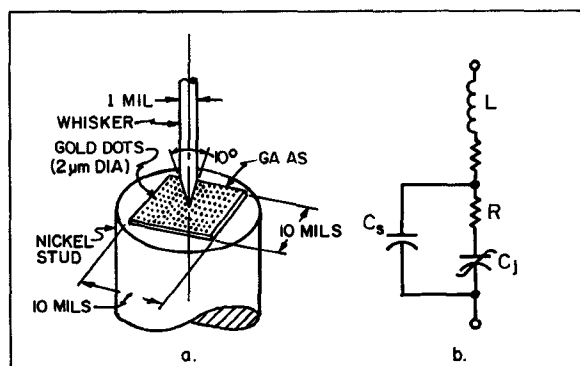 1 MIL
WHISKER
GOLD DOTS
(2μm DIA)
10°
GA AS
10 MILS
NICKEL
STUD
10 MILS
a.
L
R
Cs
Cj
b.